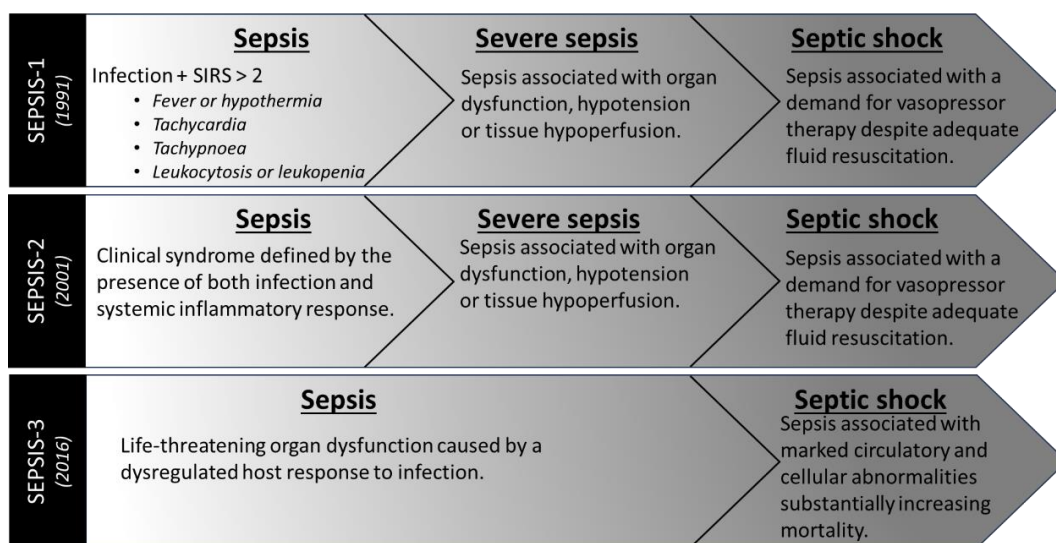 SEPSIS-1
(1991)
Sepsis
Infection + SIRS > 2
• Fever or hypothermia
• Tachycardia
• Tachypnoea
• Leukocytosis or leukopenia
Severe sepsis
Sepsis associated with organ
dysfunction, hypotension
or tissue hypoperfusion.
Septic shock
Sepsis associated with a
demand for vasopressor
therapy despite adequate
fluid resuscitation.
SEPSIS-2
(2001)
Sepsis
Clinical syndrome defined by the
presence of both infection and
systemic inflammatory response.
Severe sepsis
Sepsis associated with organ
dysfunction, hypotension
or tissue hypoperfusion.
Septic shock
Sepsis associated with a
demand for vasopressor
therapy despite adequate
fluid resuscitation.
SEPSIS-3
(2016)
Sepsis
Life-threatening organ dysfunction caused by a
dysregulated host response to infection.
Septic shock
Sepsis associated with
marked circulatory and
cellular abnormalities
substantially increasing
mortality.